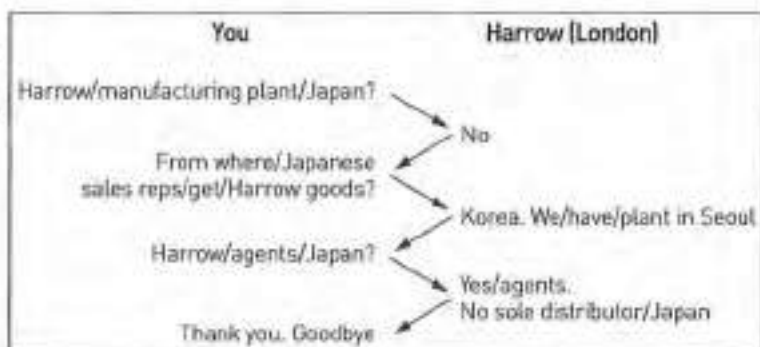 You Harrow (London)
Harrow/manufacturing plant/Japan?
No
From where/Japanese
sales reps/get/Harrow goods?
Korea. We/have/plant in Seoul
Harrow/agents/Japan?
Yes/agents.
No sole distributor/Japan
Thank you. Goodbye